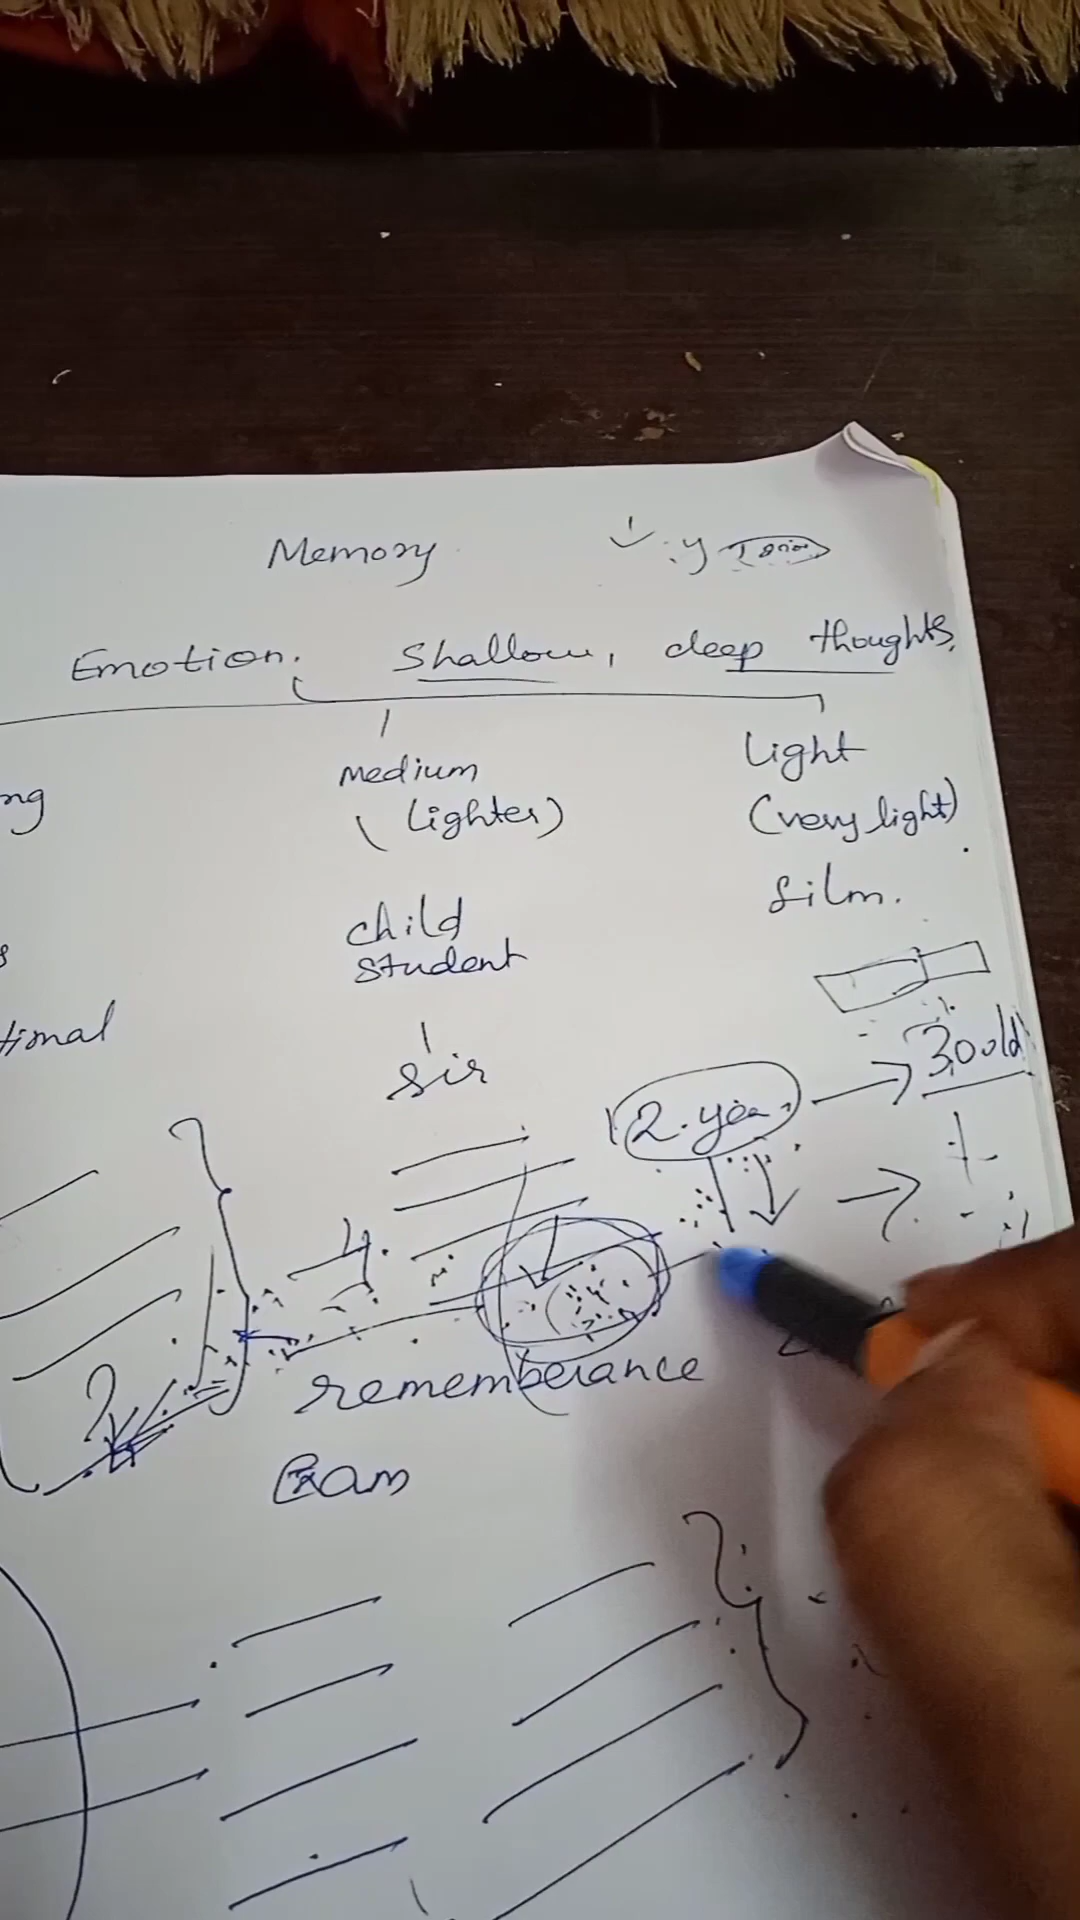 Memory
Emotion. Shallow, deep thoughts.
ng medium Light
(Lighter) (very light)
film.
child
s student
tional
sir
30 old
2. yea
4.
?
rememberance
Exam